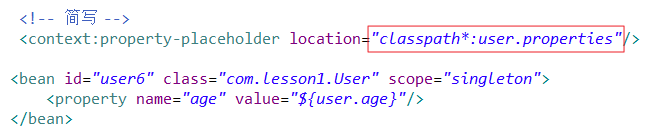 <!-- 简写 -->
<context:property-placeholder location="classpath*:user.properties"/>
<bean id="user6" class="com.lesson1.User" scope="singleton">
<property name="age" value="${user.age}"/>
</bean>